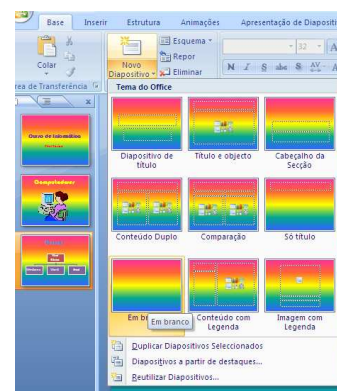 Base Inserir Estrutura Animações Apresentação de Diapositi
Colar
Novo
Diapositivo
Esquema
Repor
Eliminar
32
A
N I S abc S AV
rea de Transferência
Tema do Office
Curso de Informática
Computadores
Diapositivo de
título
Título e objecto
Cabeçalho da
Secção
Conteúdo Duplo
Comparação
Só título
Em br
Em branco
Conteúdo com
Legenda
Imagem com
Legenda
Duplicar Diapositivos Seleccionados
Diapositivos a partir de destaques...
Reutilizar Diapositivos...